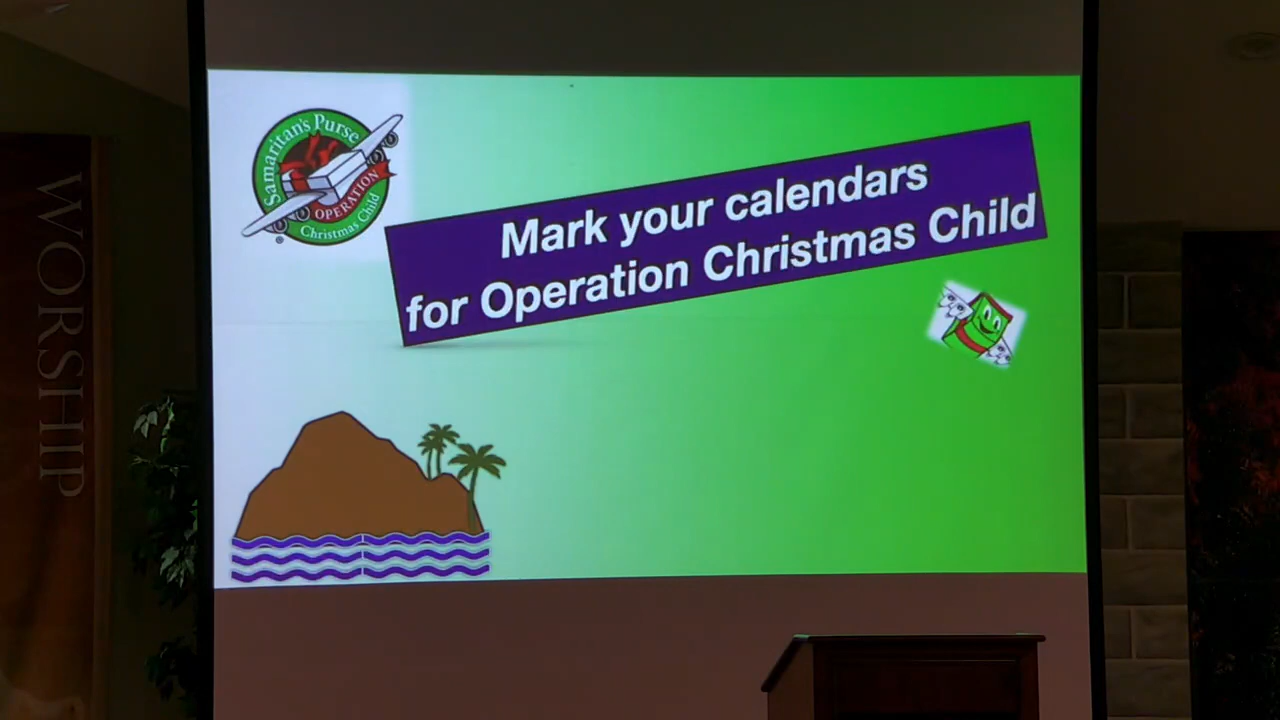 WORSHIP
Samaritan's Purse
OPERATION
Christmas Child
Mark your calendars
for Operation Christmas Child